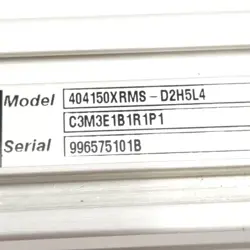 Model 404150XRMS-D2H5L4
C3M3E1B1R1P1
Serial 996575101B